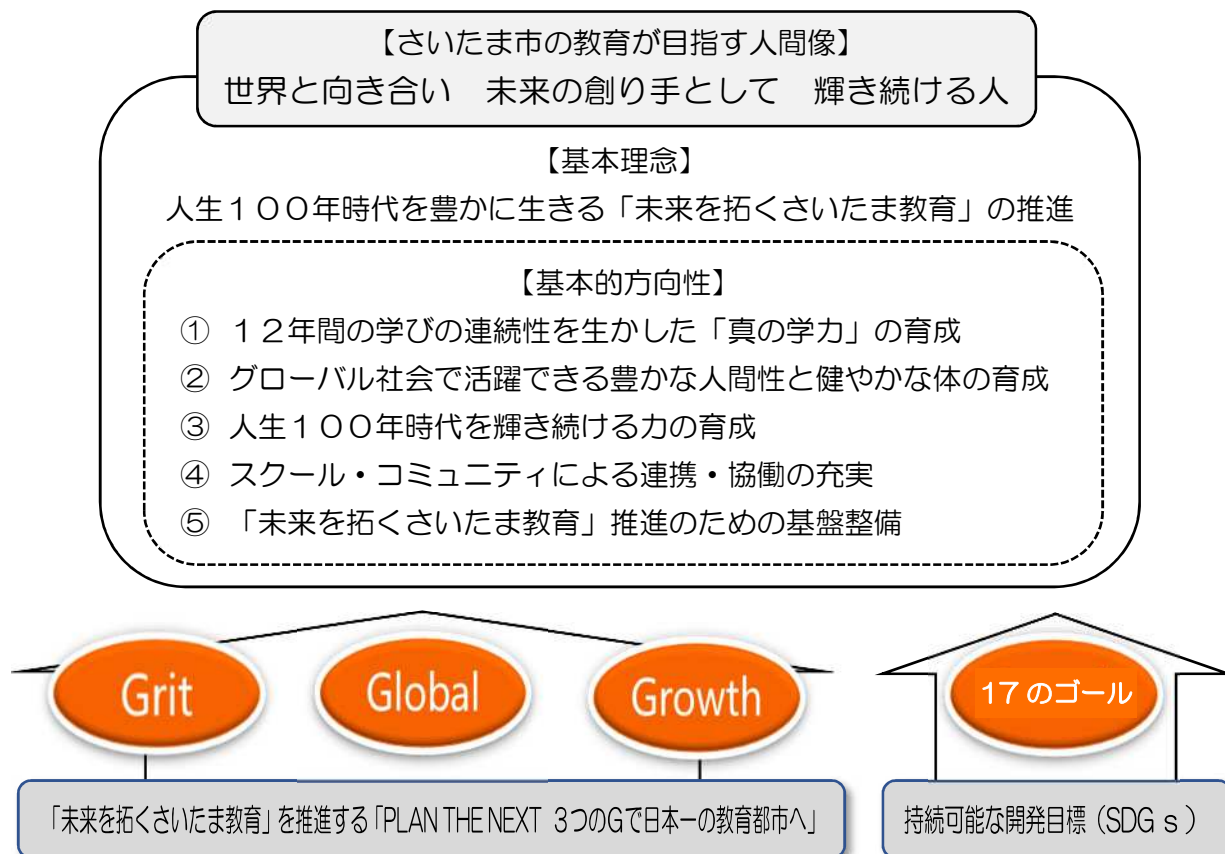 【さいたま市の教育が目指す人間像】
世界と向き合い　未来の創り手として　輝き続ける人
【基本理念】
人生１００年時代を豊かに生きる「未来を拓くさいたま教育」の推進
【基本的方向性】
①　１２年間の学びの連続性を生かした「真の学力」の育成
②　グローバル社会で活躍できる豊かな人間性と健やかな体の育成
③　人生１００年時代を輝き続ける力の育成
④　スクール・コミュニティによる連携・協働の充実
⑤　「未来を拓くさいたま教育」推進のための基盤整備
Grit
Global
Growth
17 のゴール
「未来を拓くさいたま教育」を推進する「PLAN THE NEXT　3つのGで日本一の教育都市へ」
持続可能な開発目標（SDGｓ）